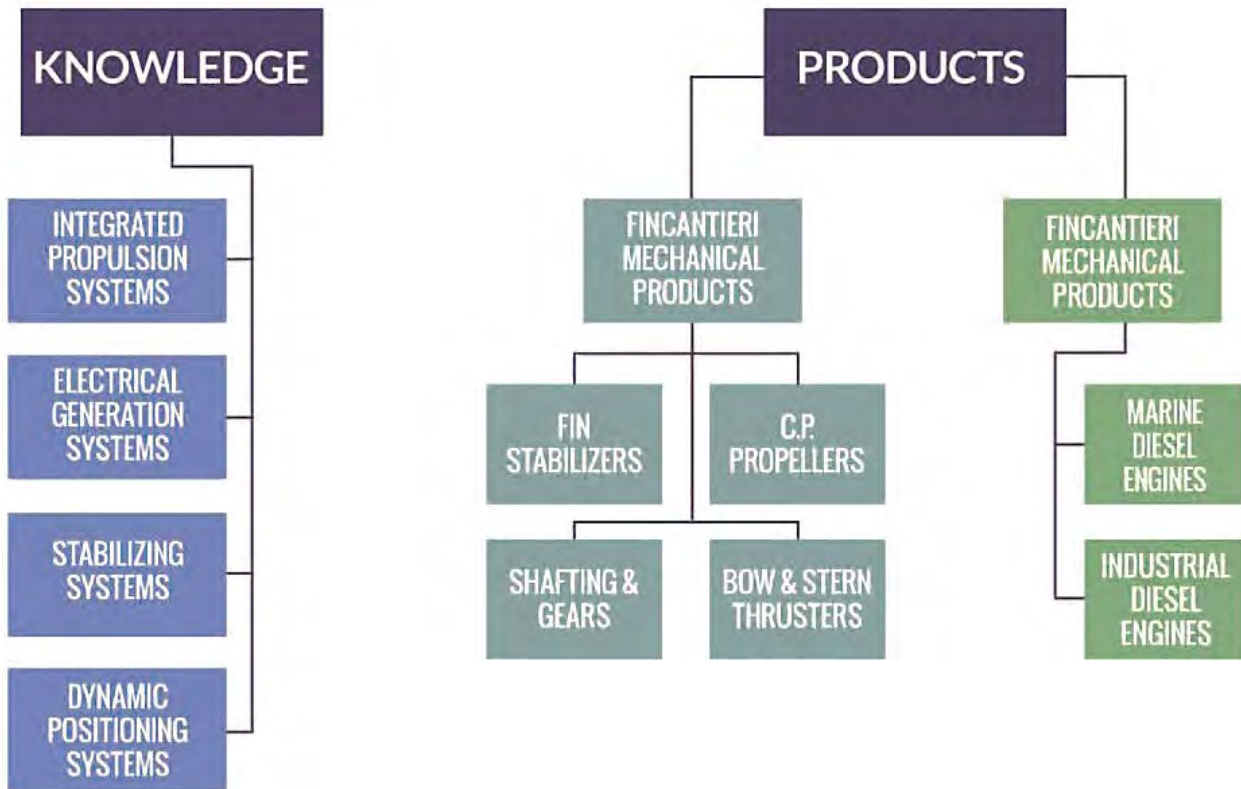 KNOWLEDGE
INTEGRATED
PROPULSION
SYSTEMS
ELECTRICAL
GENERATION
SYSTEMS
STABILIZING
SYSTEMS
DYNAMIC
POSITIONING
SYSTEMS
PRODUCTS
FINCANTIERI
MECHANICAL
PRODUCTS
FIN
STABILIZERS
C.P.
PROPELLERS
SHAFTING &
GEARS
BOW & STERN
THRUSTERS
FINCANTIERI
MECHANICAL
PRODUCTS
MARINE
DIESEL
ENGINES
INDUSTRIAL
DIESEL
ENGINES